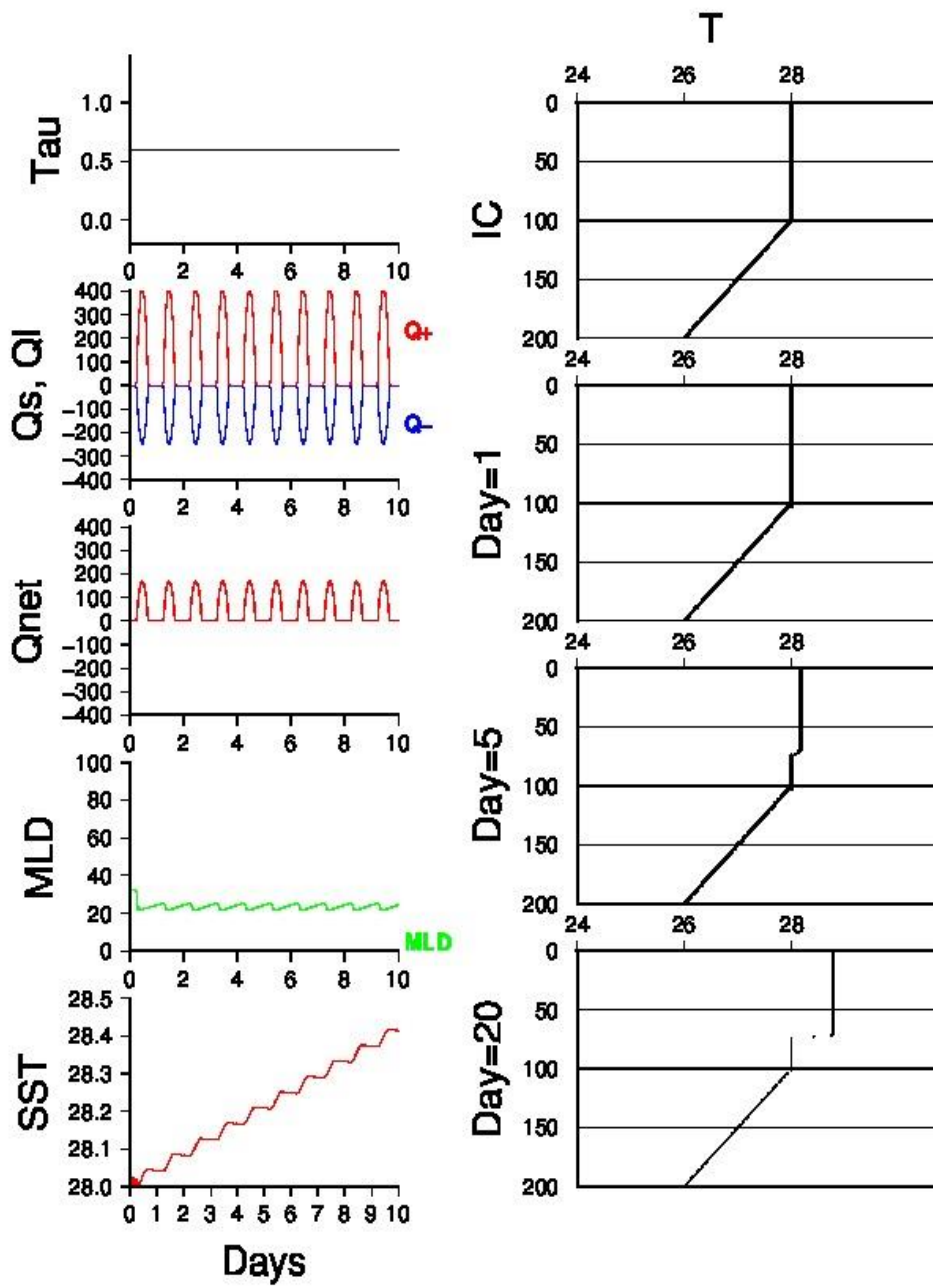 Tau
1.0
0.5
0.0
0 2 4 6 8 10
Qs, Ql
400
300
200
100
0
−100
−200
−300
−400
Q+
Q−
0 2 4 6 8 10
Qnet
400
300
200
100
0
−100
−200
−300
−400
0 2 4 6 8 10
MLD
100
80
60
40
20
0
MLD
0 2 4 6 8 10
SST
28.5
28.4
28.3
28.2
28.1
28.0
0 1 2 3 4 5 6 7 8 9 10
Days
T
24 26 28
IC
0
50
100
150
200
24 26 28
Day=1
0
50
100
150
200
24 26 28
Day=5
0
50
100
150
200
24 26 28
Day=20
0
50
100
150
200